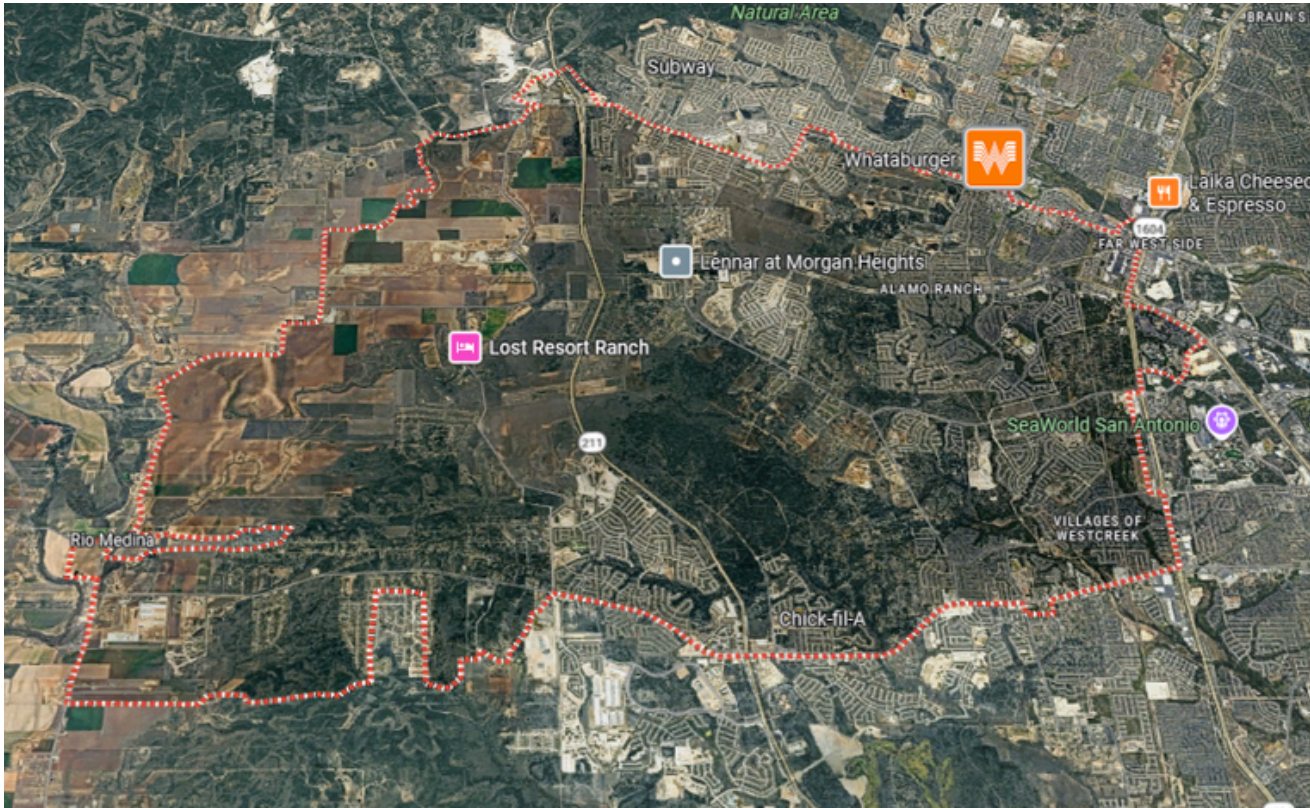 Natural Area
BRAUN S
Subway
Whataburger
W
Laika Cheesec
& Espresso
1604
FAR WEST SIDE
Lennar at Morgan Heights
ALAMO RANCH
Lost Resort Ranch
SeaWorld San Antonio
211
VILLAGES OF
WESTCREEK
Rio Medina
Chick-fil-A